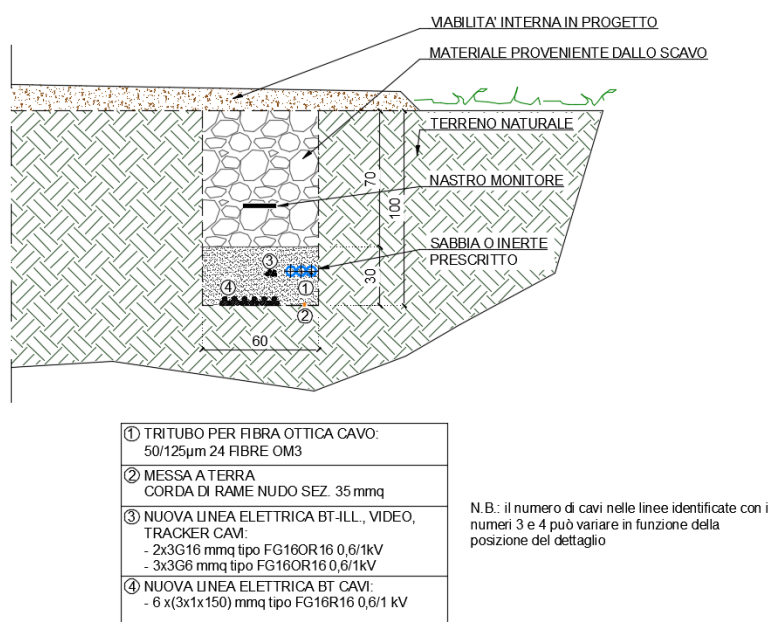 VIABILITA' INTERNA IN PROGETTO
MATERIALE PROVENIENTE DALLO SCAVO
TERRENO NATURALE
70
100
NASTRO MONITORE
SABBIA O INERTE
PRESCRITTO
30
3
4
1
2
60
1 TRITUBO PER FIBRA OTTICA CAVO:
50/125µm 24 FIBRE OM3
2 MESSA A TERRA
CORDA DI RAME NUDO SEZ. 35 mmq
3 NUOVA LINEA ELETTRICA BT-ILL., VIDEO,
TRACKER CAVI:
- 2x3G16 mmq tipo FG16OR16 0,6/1kV
- 3x3G6 mmq tipo FG16OR16 0,6/1kV
4 NUOVA LINEA ELETTRICA BT CAVI:
- 6 x(3x1x150) mmq tipo FG16R16 0,6/1 kV
N.B.: il numero di cavi nelle linee identificate con i
numeri 3 e 4 può variare in funzione della
posizione del dettaglio